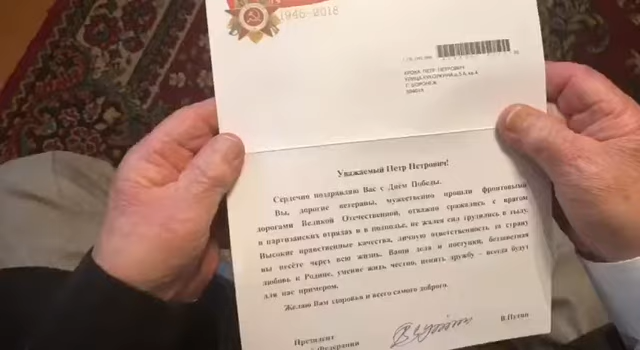 1945-2018
Уважаемый Петр Петрович!
Сердечно поздравляю Вас с Днём Победы.
Вы, дорогие ветераны, мужественно прошли фронтовыми
дорогами Великой Отечественной, отважно сражались с врагом
в партизанских отрядах и в подполье, не жалея сил трудились в тылу.
Высокие нравственные качества, личную ответственность за страну
вы несёте через всю жизнь. Ваши дела и поступки, беззаветная
любовь к Родине, умение жить честно, ценить дружбу – всегда будут
для нас примером.
Желаю Вам здоровья и всего самого доброго.
Президент
Федерации
В.Путин